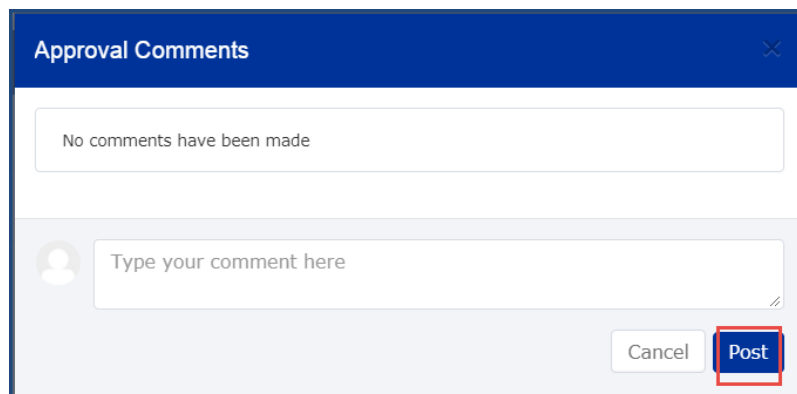 Approval Comments
No comments have been made
Type your comment here
Cancel Post